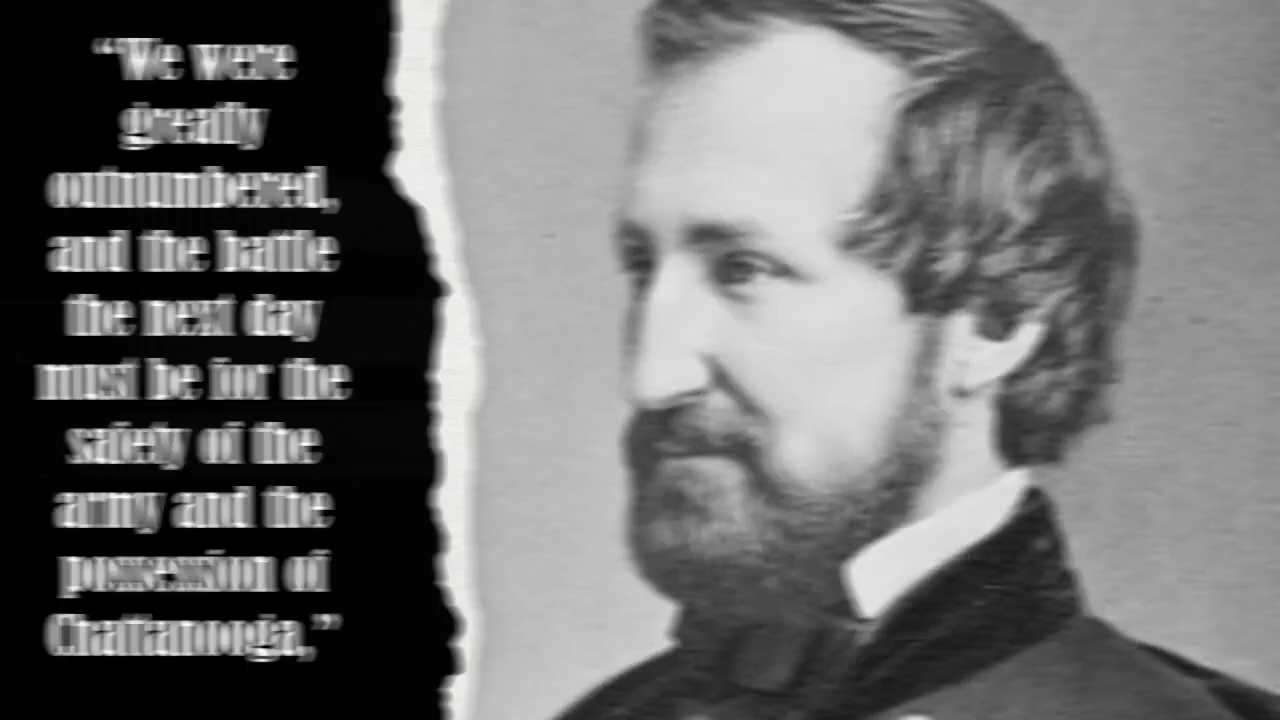 “We were
greatly
outnumbered,
and the battle
the next day
must be for the
safety of the
army and the
possession of
Chattanooga,”